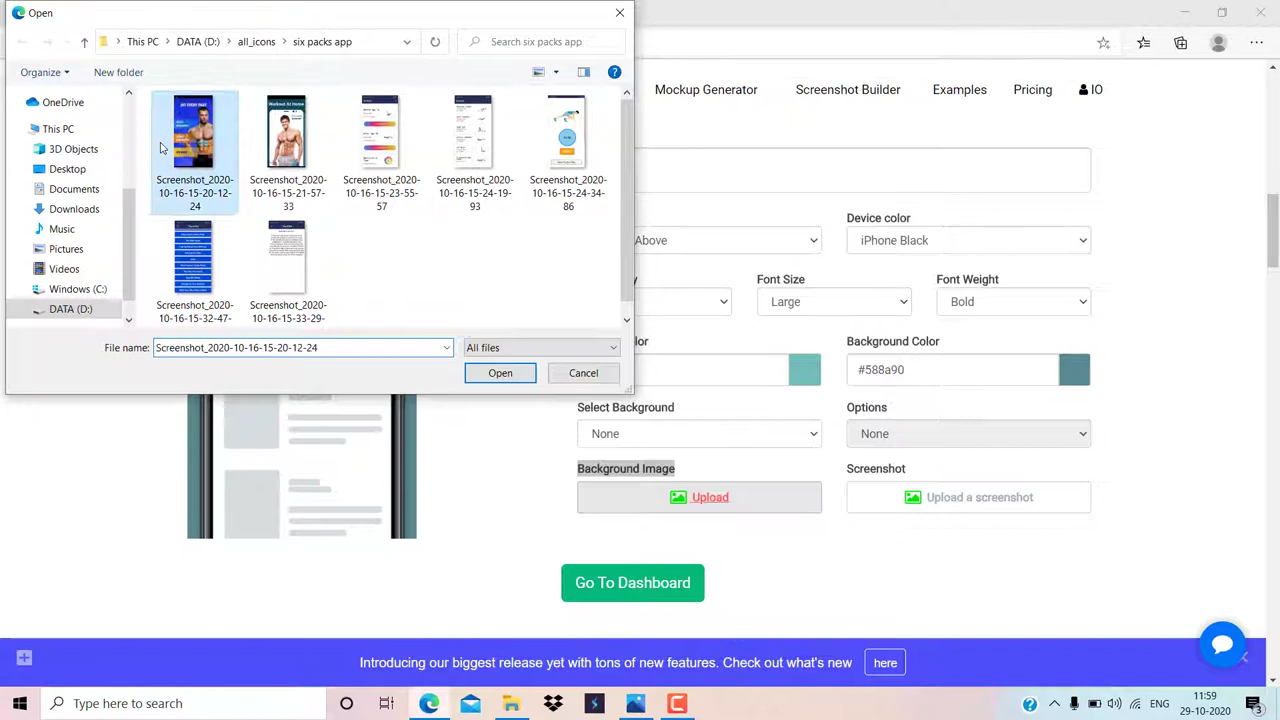 Open
This PC > DATA (D:) > all_icons > six packs app
Search six packs app
Organize
New folder
OneDrive
This PC
3D Objects
Desktop
Documents
Downloads
Music
Pictures
Videos
Windows (C:)
DATA (D:)
Workout At Home
Screenshot_2020-
10-16-15-20-12-
24
Screenshot_2020-
10-16-15-21-57-
33
Screenshot_2020-
10-16-15-23-55-
57
Screenshot_2020-
10-16-15-24-19-
93
Screenshot_2020-
10-16-15-24-34-
86
Screenshot_2020-
10-16-15-32-47-
Screenshot_2020-
10-16-15-33-29-
File name:
Screenshot_2020-10-16-15-20-12-24
All files
Open
Cancel
Mockup Generator
Screenshot Builder
Examples
Pricing
IO
Device color
iPhone Black
Font Size
Large
Font Weight
Bold
Background Color
#588a90
Select Background
None
Options
None
Background Image
Upload
Screenshot
Upload a screenshot
Go To Dashboard
Introducing our biggest release yet with tons of new features. Check out what's new
here
Type here to search
ENG
11:59
29-10-2020
3